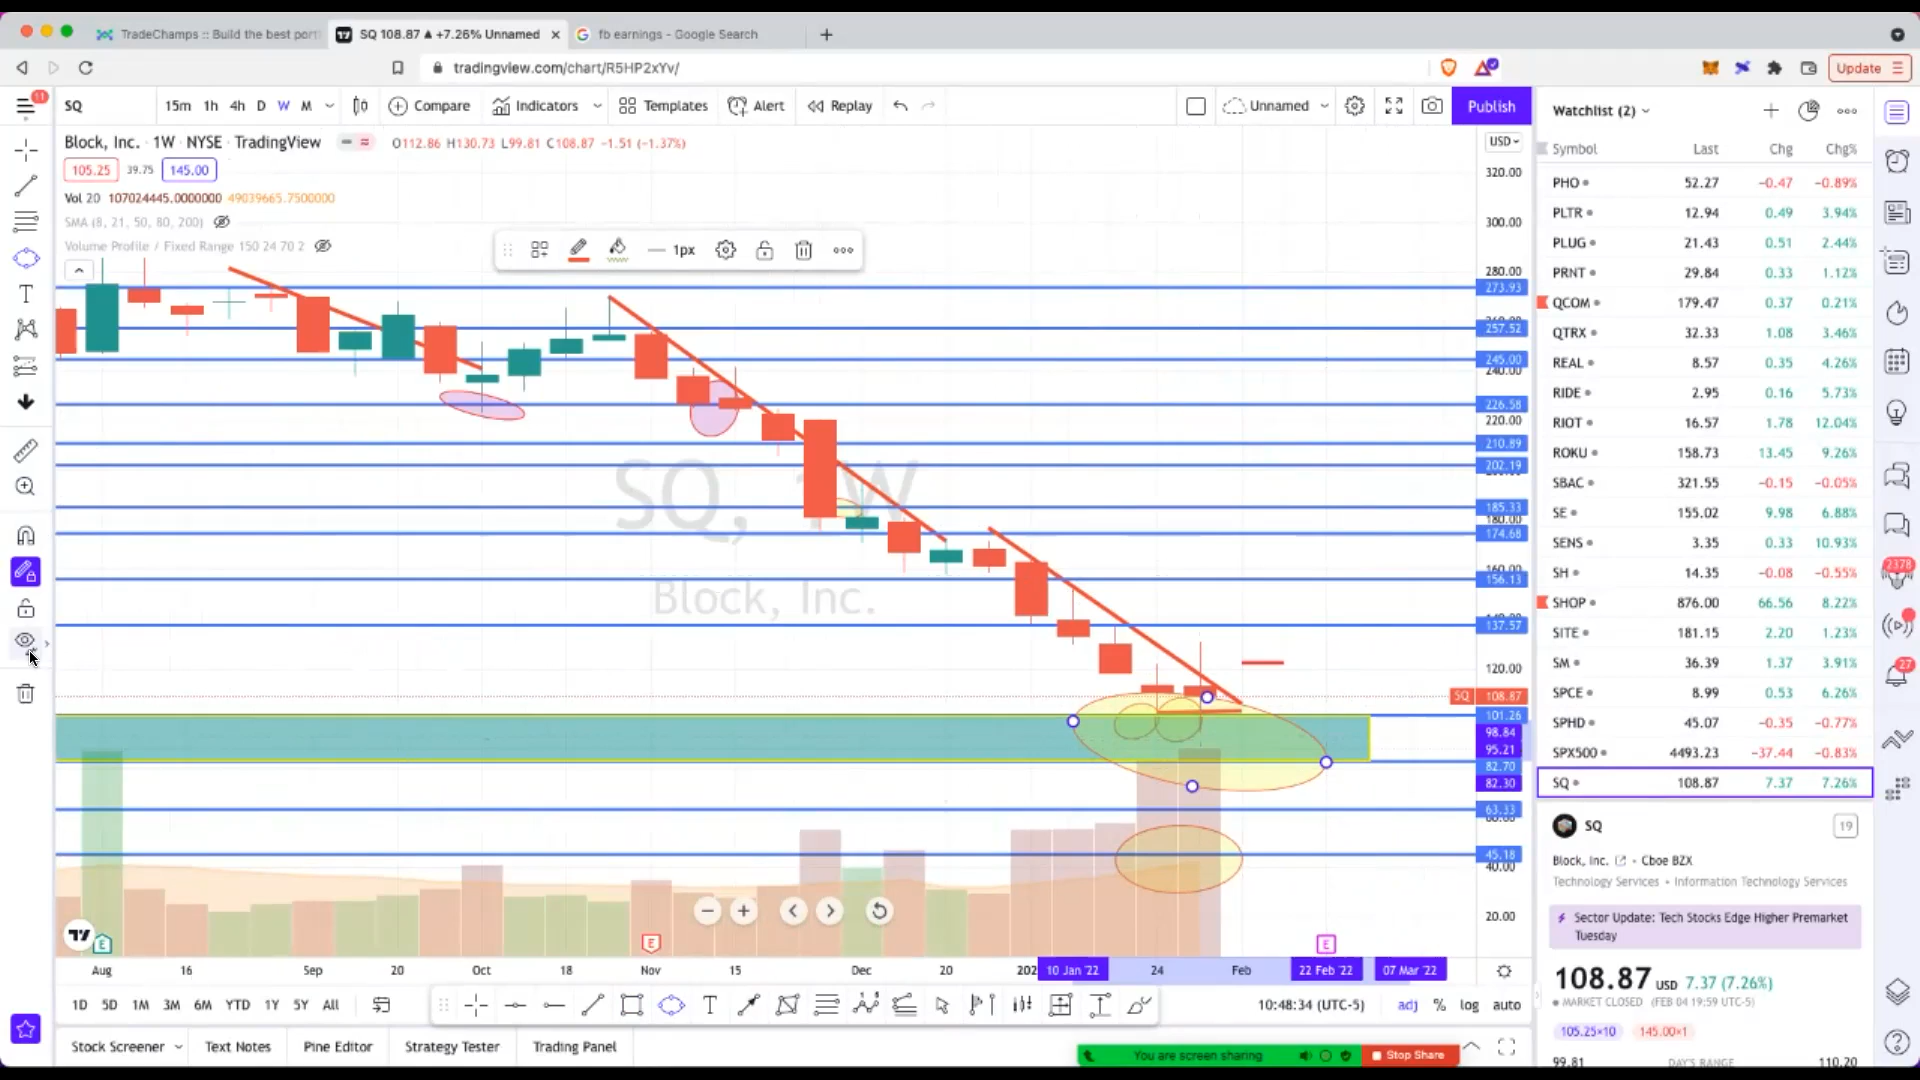 TradeChamps :: Build the best port
SQ 108.87 ▲ +7.26% Unnamed
fb earnings - Google Search
tradingview.com/chart/R5HP2xYv/
Update
11
SQ
15m 1h 4h D W M
Compare
Indicators
Templates
Alert
Replay
Unnamed
Publish
Block, Inc. · 1W · NYSE · TradingView
O112.86 H130.73 L99.81 C108.87 -1.51 (-1.37%)
105.25 39.75 145.00
Vol 20 107024445.0000000 49039665.7500000
SMA (8, 21, 50, 80, 200)
Volume Profile / Fixed Range 150 24 70 2
1px
SQ, 1W
Block, Inc.
USD
320.00
300.00
280.00
273.93
257.52
245.00
240.00
226.58
220.00
210.89
202.19
185.33
180.00
174.68
160.00
156.13
137.57
120.00
SQ 108.87
101.26
98.84
95.21
82.70
82.30
63.33
45.18
40.00
20.00
E
E
E
Aug 16 Sep 20 Oct 18 Nov 15 Dec 20 202 10 Jan '22 24 Feb 22 Feb '22 07 Mar '22
1D 5D 1M 3M 6M YTD 1Y 5Y All
10:48:34 (UTC-5) adj % log auto
Stock Screener Text Notes Pine Editor Strategy Tester Trading Panel
You are screen sharing Stop Share
Watchlist (2)
Symbol Last Chg Chg%
PHO 52.27 −0.47 −0.89%
PLTR 12.94 0.49 3.94%
PLUG 21.43 0.51 2.44%
PRNT 29.84 0.33 1.12%
QCOM 179.47 0.37 0.21%
QTRX 32.33 1.08 3.46%
REAL 8.57 0.35 4.26%
RIDE 2.95 0.16 5.73%
RIOT 16.57 1.78 12.04%
ROKU 158.73 13.45 9.26%
SBAC 321.55 −0.15 −0.05%
SE 155.02 9.98 6.88%
SENS 3.35 0.33 10.93%
SH 14.35 −0.08 −0.55%
SHOP 876.00 66.56 8.22%
SITE 181.15 2.20 1.23%
SM 36.39 1.37 3.91%
SPCE 8.99 0.53 6.26%
SPHD 45.07 −0.35 −0.77%
SPX500 4493.23 −37.44 −0.83%
SQ 108.87 7.37 7.26%
SQ
19
Block, Inc. • Cboe BZX
Technology Services • Information Technology Services
Sector Update: Tech Stocks Edge Higher Premarket
Tuesday
108.87 USD 7.37 (7.26%)
MARKET CLOSED (FEB 04 19:59 UTC-5)
105.25×10 145.00×1
99.81 DAY'S RANGE 110.20
2378
27